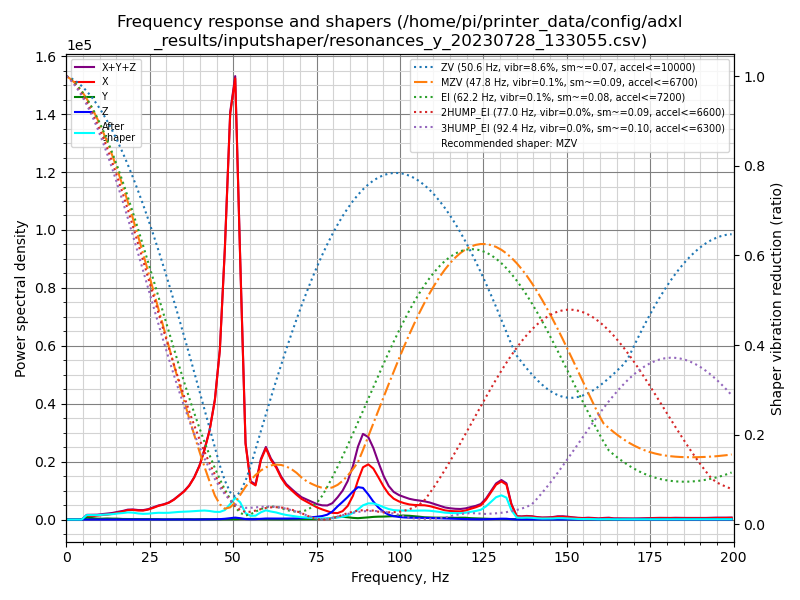 Frequency response and shapers (/home/pi/printer_data/config/adxl
_results/inputshaper/resonances_y_20230728_133055.csv)
1e5
X+Y+Z
X
Y
Z
After
shaper
ZV (50.6 Hz, vibr=8.6%, sm~=0.07, accel<=10000)
MZV (47.8 Hz, vibr=0.1%, sm~=0.09, accel<=6700)
EI (62.2 Hz, vibr=0.1%, sm~=0.08, accel<=7200)
2HUMP_EI (77.0 Hz, vibr=0.0%, sm~=0.09, accel<=6600)
3HUMP_EI (92.4 Hz, vibr=0.0%, sm~=0.10, accel<=6300)
Recommended shaper: MZV
Power spectral density
1.6
1.4
1.2
1.0
0.8
0.6
0.4
0.2
0.0
1.0
0.8
0.6
0.4
0.2
0.0
Shaper vibration reduction (ratio)
0
25
50
75
100
125
150
175
200
Frequency, Hz